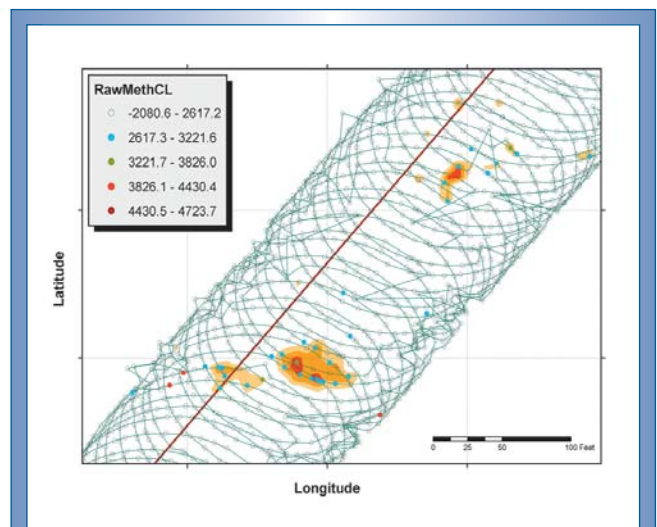 RawMethCL
-2080.6 - 2617.2
2617.3 - 3221.6
3221.7 - 3826.0
3826.1 - 4430.4
4430.5 - 4723.7
Latitude
0 25 50 100 Feet
Longitude